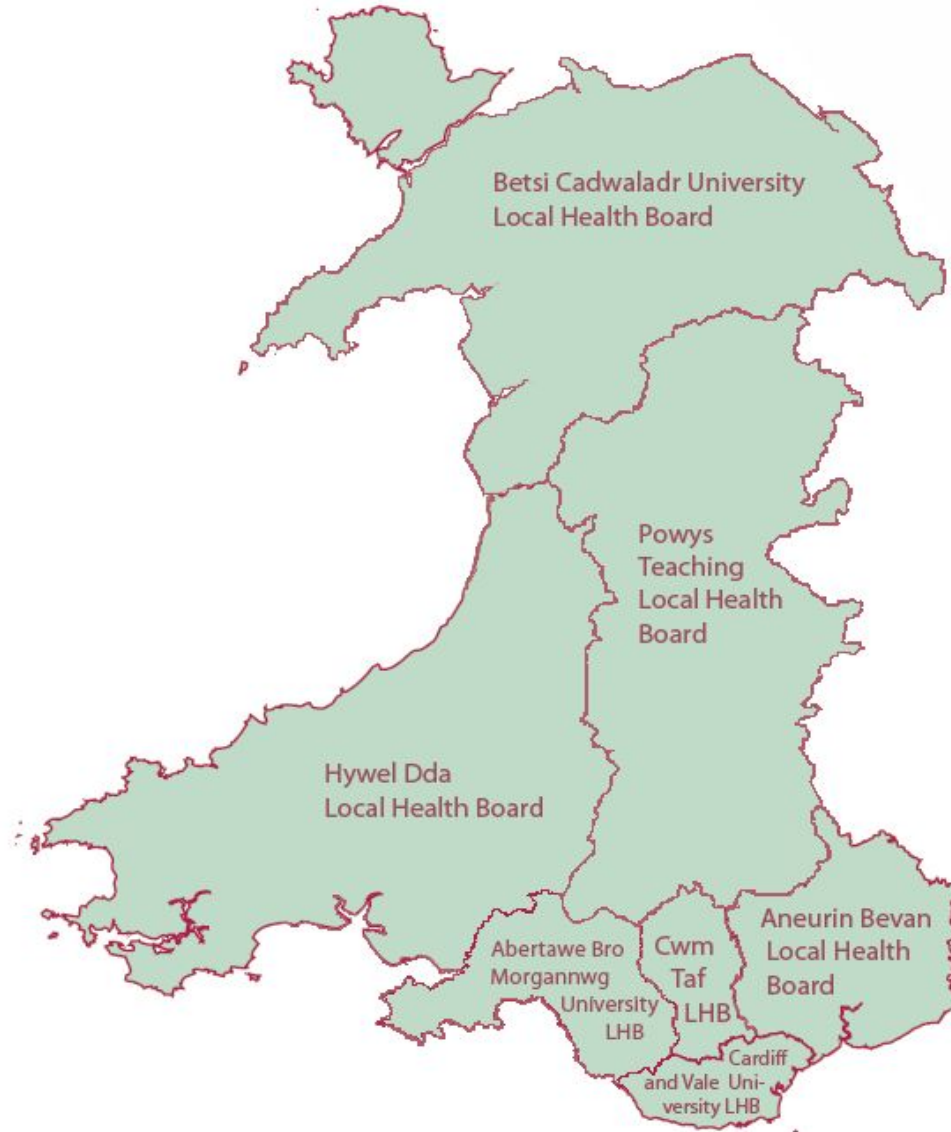 Betsi Cadwaladr University
Local Health Board
Powys
Teaching
Local Health
Board
Hywel Dda
Local Health Board
Abertawe Bro
Morgannwg
University
LHB
Cwm
Taf
LHB
Aneurin Bevan
Local Health
Board
Cardiff
and Vale Uni-
versity LHB